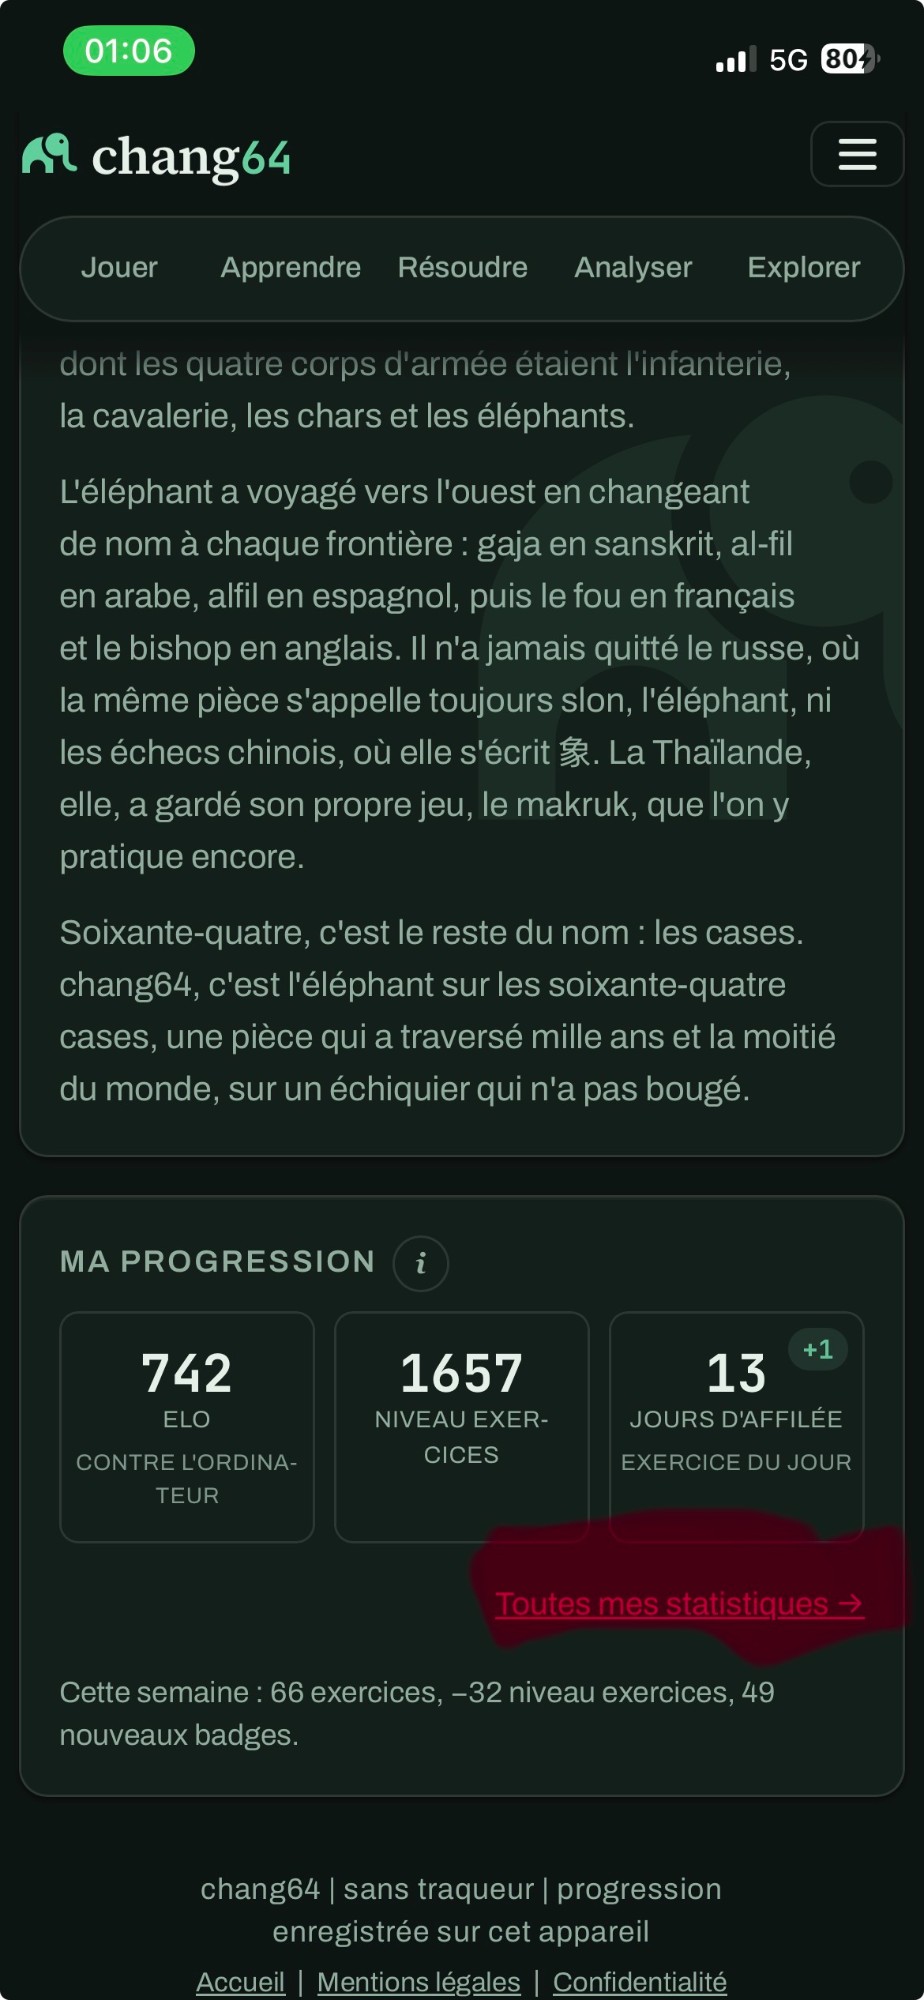 01:06
5G 80
chang64
Jouer Apprendre Résoudre Analyser Explorer
dont les quatre corps d'armée étaient l'infanterie,
la cavalerie, les chars et les éléphants.
L'éléphant a voyagé vers l'ouest en changeant
de nom à chaque frontière : gaja en sanskrit, al-fil
en arabe, alfil en espagnol, puis le fou en français
et le bishop en anglais. Il n'a jamais quitté le russe, où
la même pièce s'appelle toujours slon, l'éléphant, ni
les échecs chinois, où elle s'écrit 象. La Thaïlande,
elle, a gardé son propre jeu, le makruk, que l'on y
pratique encore.
Soixante-quatre, c'est le reste du nom : les cases.
chang64, c'est l'éléphant sur les soixante-quatre
cases, une pièce qui a traversé mille ans et la moitié
du monde, sur un échiquier qui n'a pas bougé.
MA PROGRESSION i
742
ELO
CONTRE L'ORDINA-
TEUR
1657
NIVEAU EXER-
CICES
13 +1
JOURS D'AFFILÉE
EXERCICE DU JOUR
Toutes mes statistiques →
Cette semaine : 66 exercices, −32 niveau exercices, 49
nouveaux badges.
chang64 | sans traqueur | progression
enregistrée sur cet appareil
Accueil | Mentions légales | Confidentialité